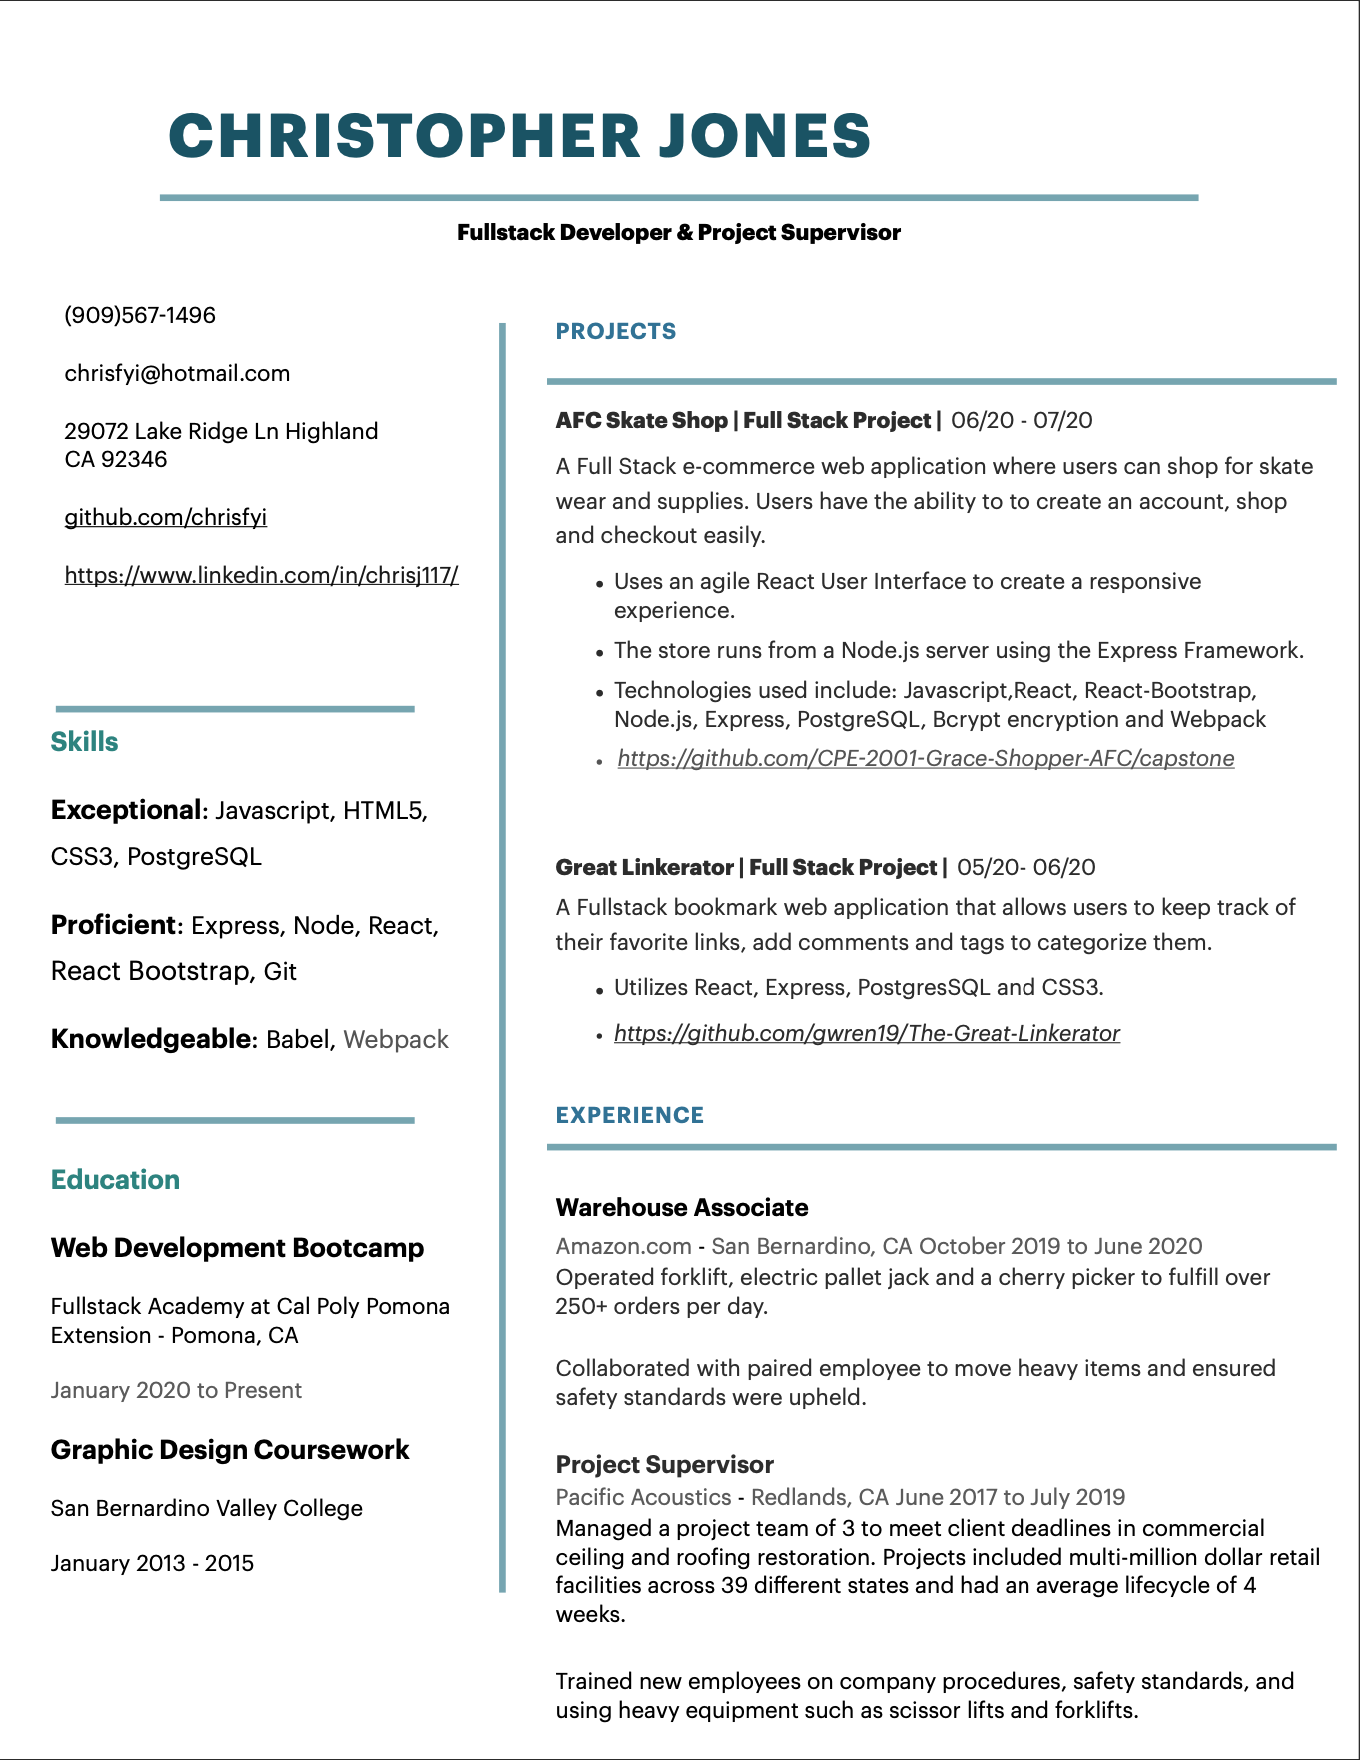 CHRISTOPHER JONES
Fullstack Developer & Project Supervisor
(909)567-1496
chrisfyi@hotmail.com
29072 Lake Ridge Ln Highland
CA 92346
github.com/chrisfyi
https://www.linkedin.com/in/chrisj117/
Skills
Exceptional: Javascript, HTML5,
CSS3, PostgreSQL
Proficient: Express, Node, React,
React Bootstrap, Git
Knowledgeable: Babel, Webpack
Education
Web Development Bootcamp
Fullstack Academy at Cal Poly Pomona
Extension - Pomona, CA
January 2020 to Present
Graphic Design Coursework
San Bernardino Valley College
January 2013 - 2015
PROJECTS
AFC Skate Shop | Full Stack Project | 06/20 - 07/20
A Full Stack e-commerce web application where users can shop for skate
wear and supplies. Users have the ability to to create an account, shop
and checkout easily.
• Uses an agile React User Interface to create a responsive
experience.
• The store runs from a Node.js server using the Express Framework.
• Technologies used include: Javascript,React, React-Bootstrap,
Node.js, Express, PostgreSQL, Bcrypt encryption and Webpack
• https://github.com/CPE-2001-Grace-Shopper-AFC/capstone
Great Linkerator | Full Stack Project | 05/20- 06/20
A Fullstack bookmark web application that allows users to keep track of
their favorite links, add comments and tags to categorize them.
• Utilizes React, Express, PostgresSQL and CSS3.
• https://github.com/gwren19/The-Great-Linkerator
EXPERIENCE
Warehouse Associate
Amazon.com - San Bernardino, CA October 2019 to June 2020
Operated forklift, electric pallet jack and a cherry picker to fulfill over
250+ orders per day.
Collaborated with paired employee to move heavy items and ensured
safety standards were upheld.
Project Supervisor
Pacific Acoustics - Redlands, CA June 2017 to July 2019
Managed a project team of 3 to meet client deadlines in commercial
ceiling and roofing restoration. Projects included multi-million dollar retail
facilities across 39 different states and had an average lifecycle of 4
weeks.
Trained new employees on company procedures, safety standards, and
using heavy equipment such as scissor lifts and forklifts.